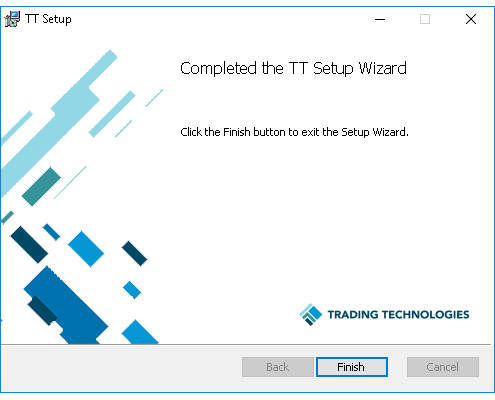 TT Setup
Completed the TT Setup Wizard
Click the Finish button to exit the Setup Wizard.
TRADING TECHNOLOGIES
Back Finish Cancel